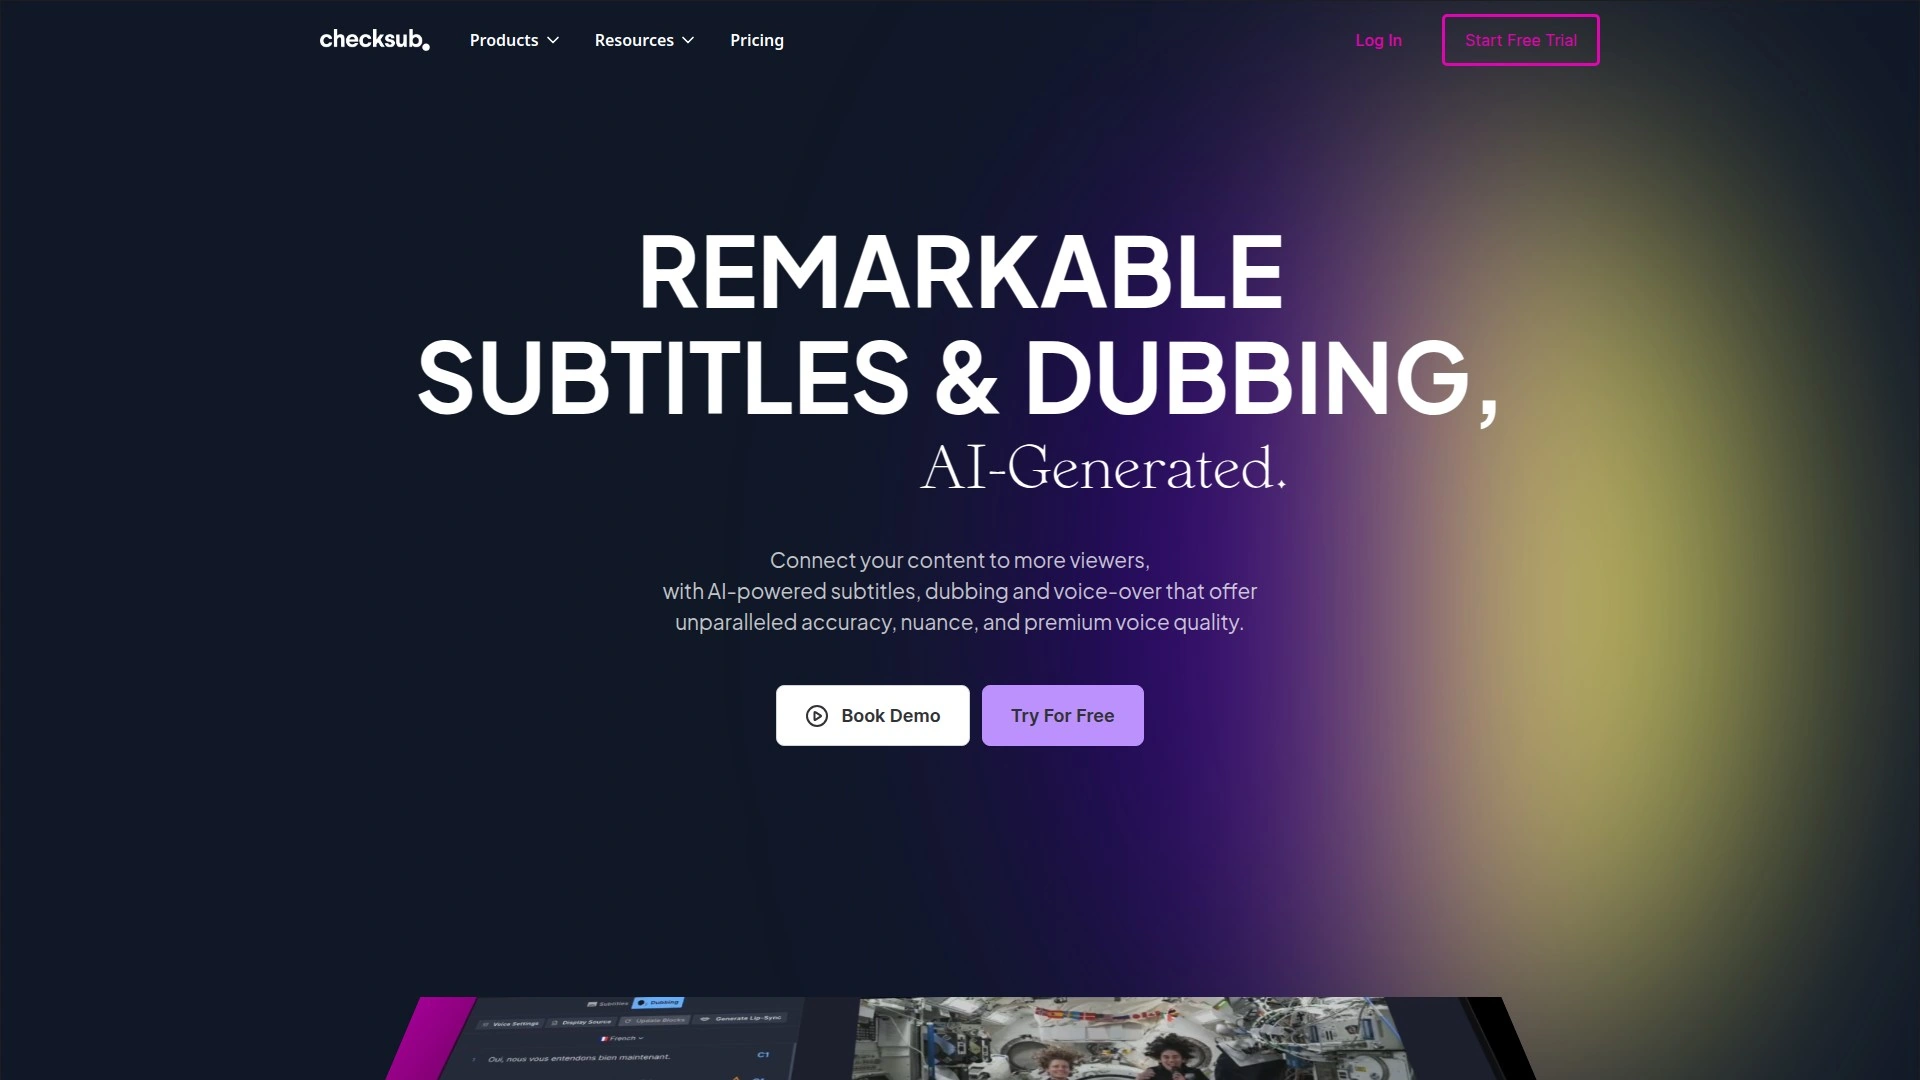 checksub.
Products
Resources
Pricing
Log In
Start Free Trial
REMARKABLE
SUBTITLES & DUBBING,
AI-Generated.
Connect your content to more viewers,
with AI-powered subtitles, dubbing and voice-over that offer
unparalleled accuracy, nuance, and premium voice quality.
Book Demo
Try For Free
Subtitles
Dubbing
Voice Settings
Display Source
Update Blocks
Generate Lip-Sync
French
Oui, nous vous entendons bien maintenant.
C1